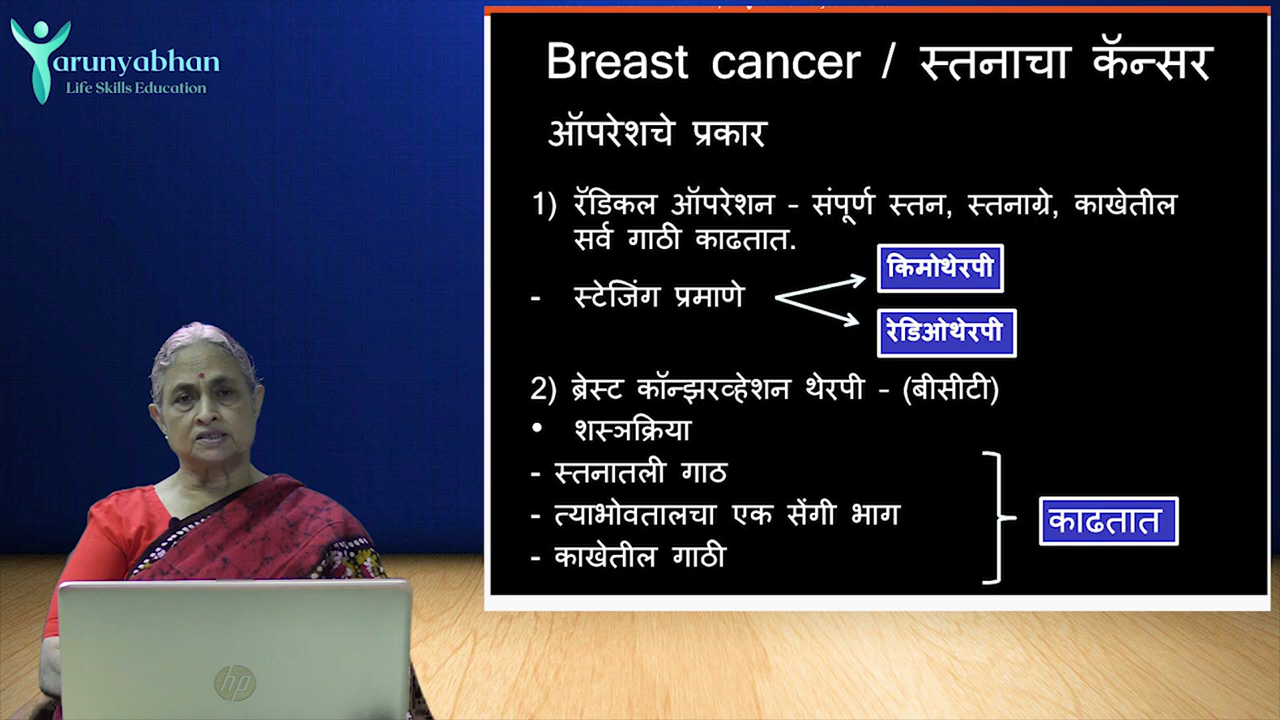 arunyabhan
Life Skills Education
Breast cancer / स्तनाचा कॅन्सर
ऑपरेशचे प्रकार
1) रॅडिकल ऑपरेशन – संपूर्ण स्तन, स्तनाग्रे, काखेतील
सर्व गाठी काढतात.
किमोथेरपी
- स्टेजिंग प्रमाणे
रेडिओथेरपी
2) ब्रेस्ट कॉन्झरव्हेशन थेरपी – (बीसीटी)
• शस्त्रक्रिया
- स्तनातली गाठ
- त्याभोवतालचा एक सेंगी भाग
काढतात
- काखेतील गाठी
hp